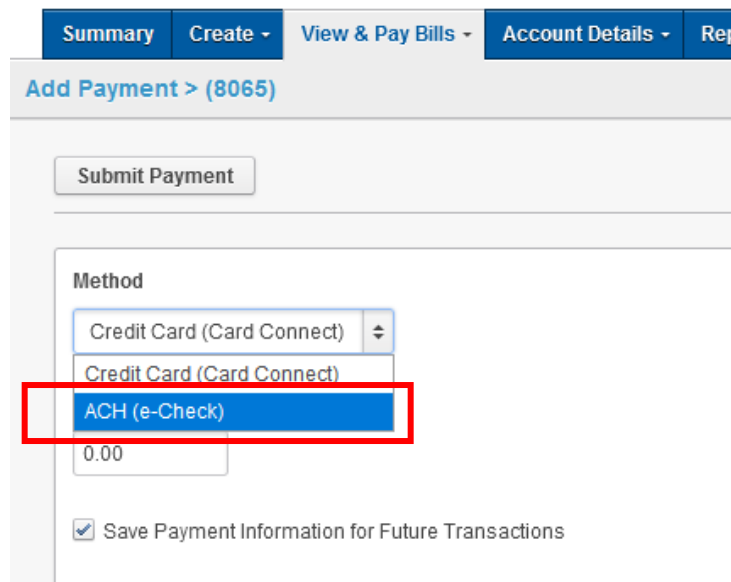 Summary Create View & Pay Bills Account Details
Add Payment > (8065)
Submit Payment
Method
Credit Card (Card Connect)
Credit Card (Card Connect)
ACH (e-Check)
0.00
Save Payment Information for Future Transactions